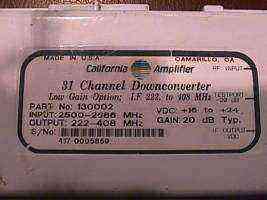 MADE IN U.S.A. CAMARILLO, CA
California Amplifier RF INPUT
31 Channel Downconverter
Low Gain Option; I.F 222. to 408 MHz TESTPORT
PART No: 130002 VDC: +16 to +24 20 dB
INPUT: 2500-2686 MHz GAIN: 20 dB Typ.
OUTPUT: 222-408 MHz IF OUTPUT
S/No: VDC
417 0005859